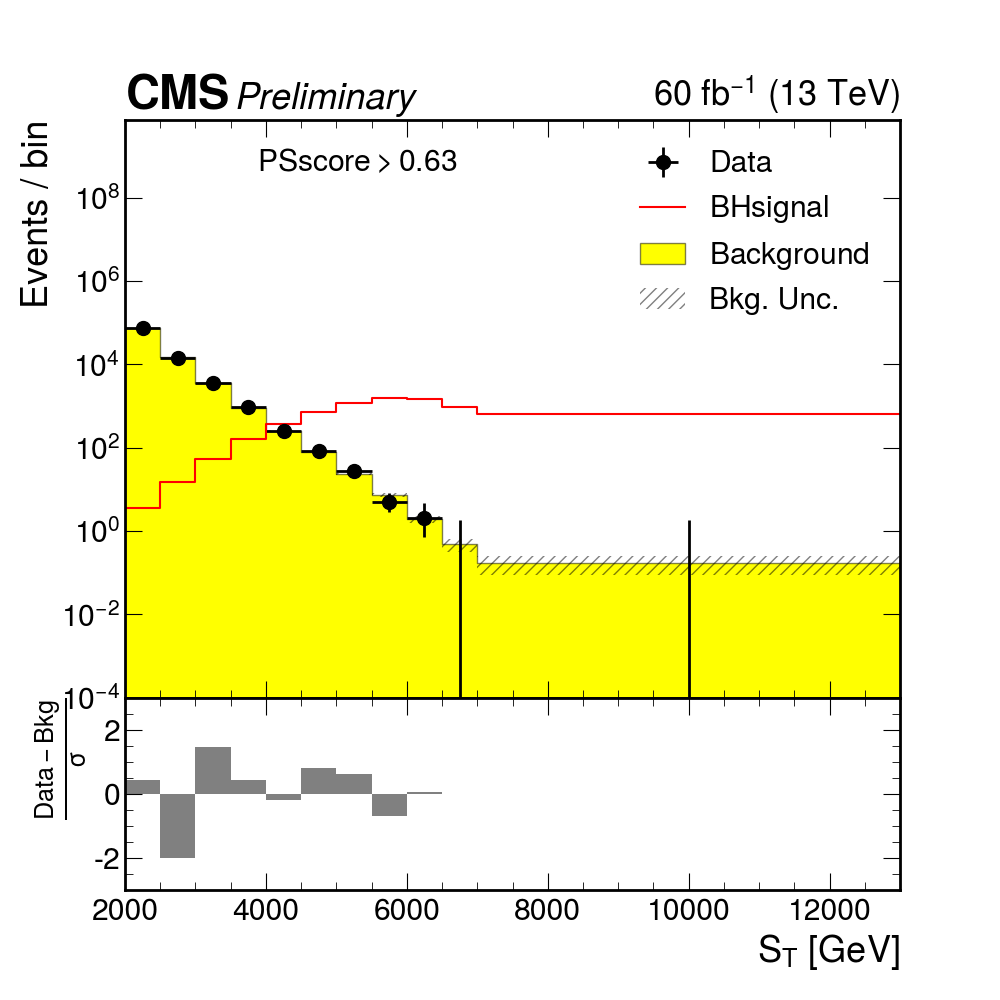 CMS Preliminary
60 fb⁻¹ (13 TeV)
Events / bin
PSscore > 0.63
Data
BHsignal
Background
Bkg. Unc.
10⁸
10⁶
10⁴
10²
10⁰
10⁻²
10⁻⁴
Data – Bkg
σ
2
0
-2
2000 4000 6000 8000 10000 12000
S_T [GeV]